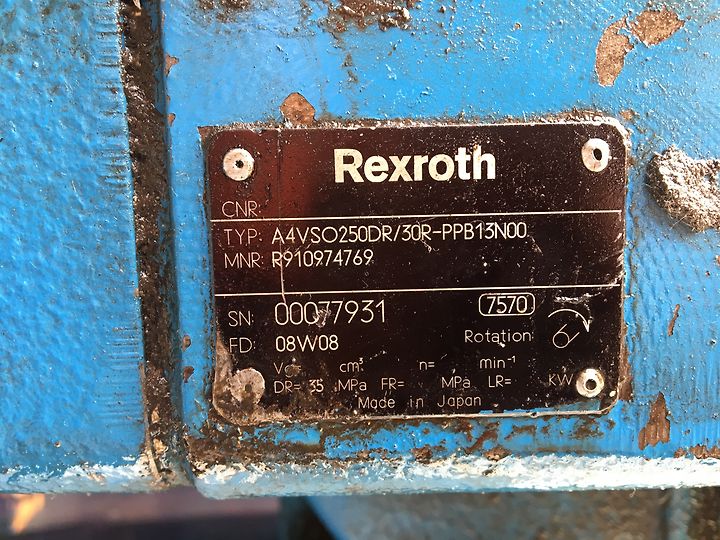 Rexroth
CNR:
TYP: A4VSO250DR/30R-PPB13N00
MNR: R910974769
SN: 00077931 7570
FD: 08W08 Rotation
Vg= cm³ n= min⁻¹
DR= 35 MPa FR= MPa LR= KW
Made in Japan